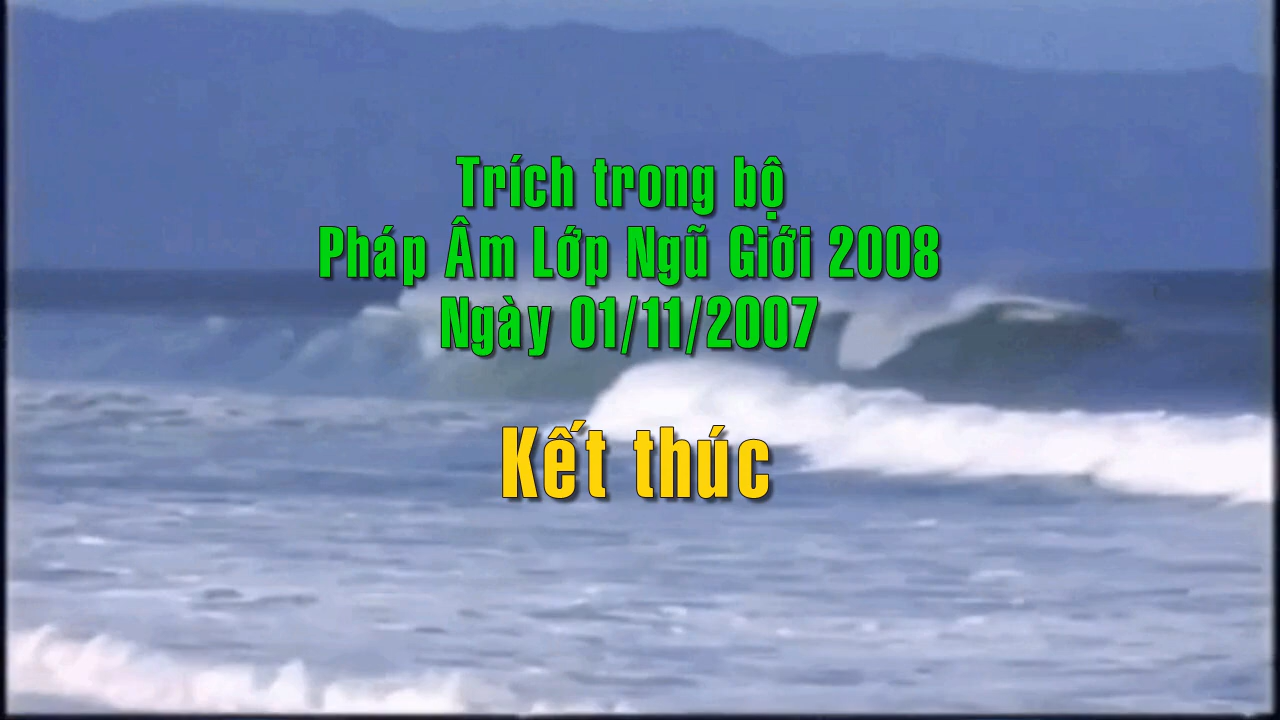 Trích trong bộ
Pháp Âm Lớp Ngũ Giới 2008
Ngày 01/11/2007
Kết thúc